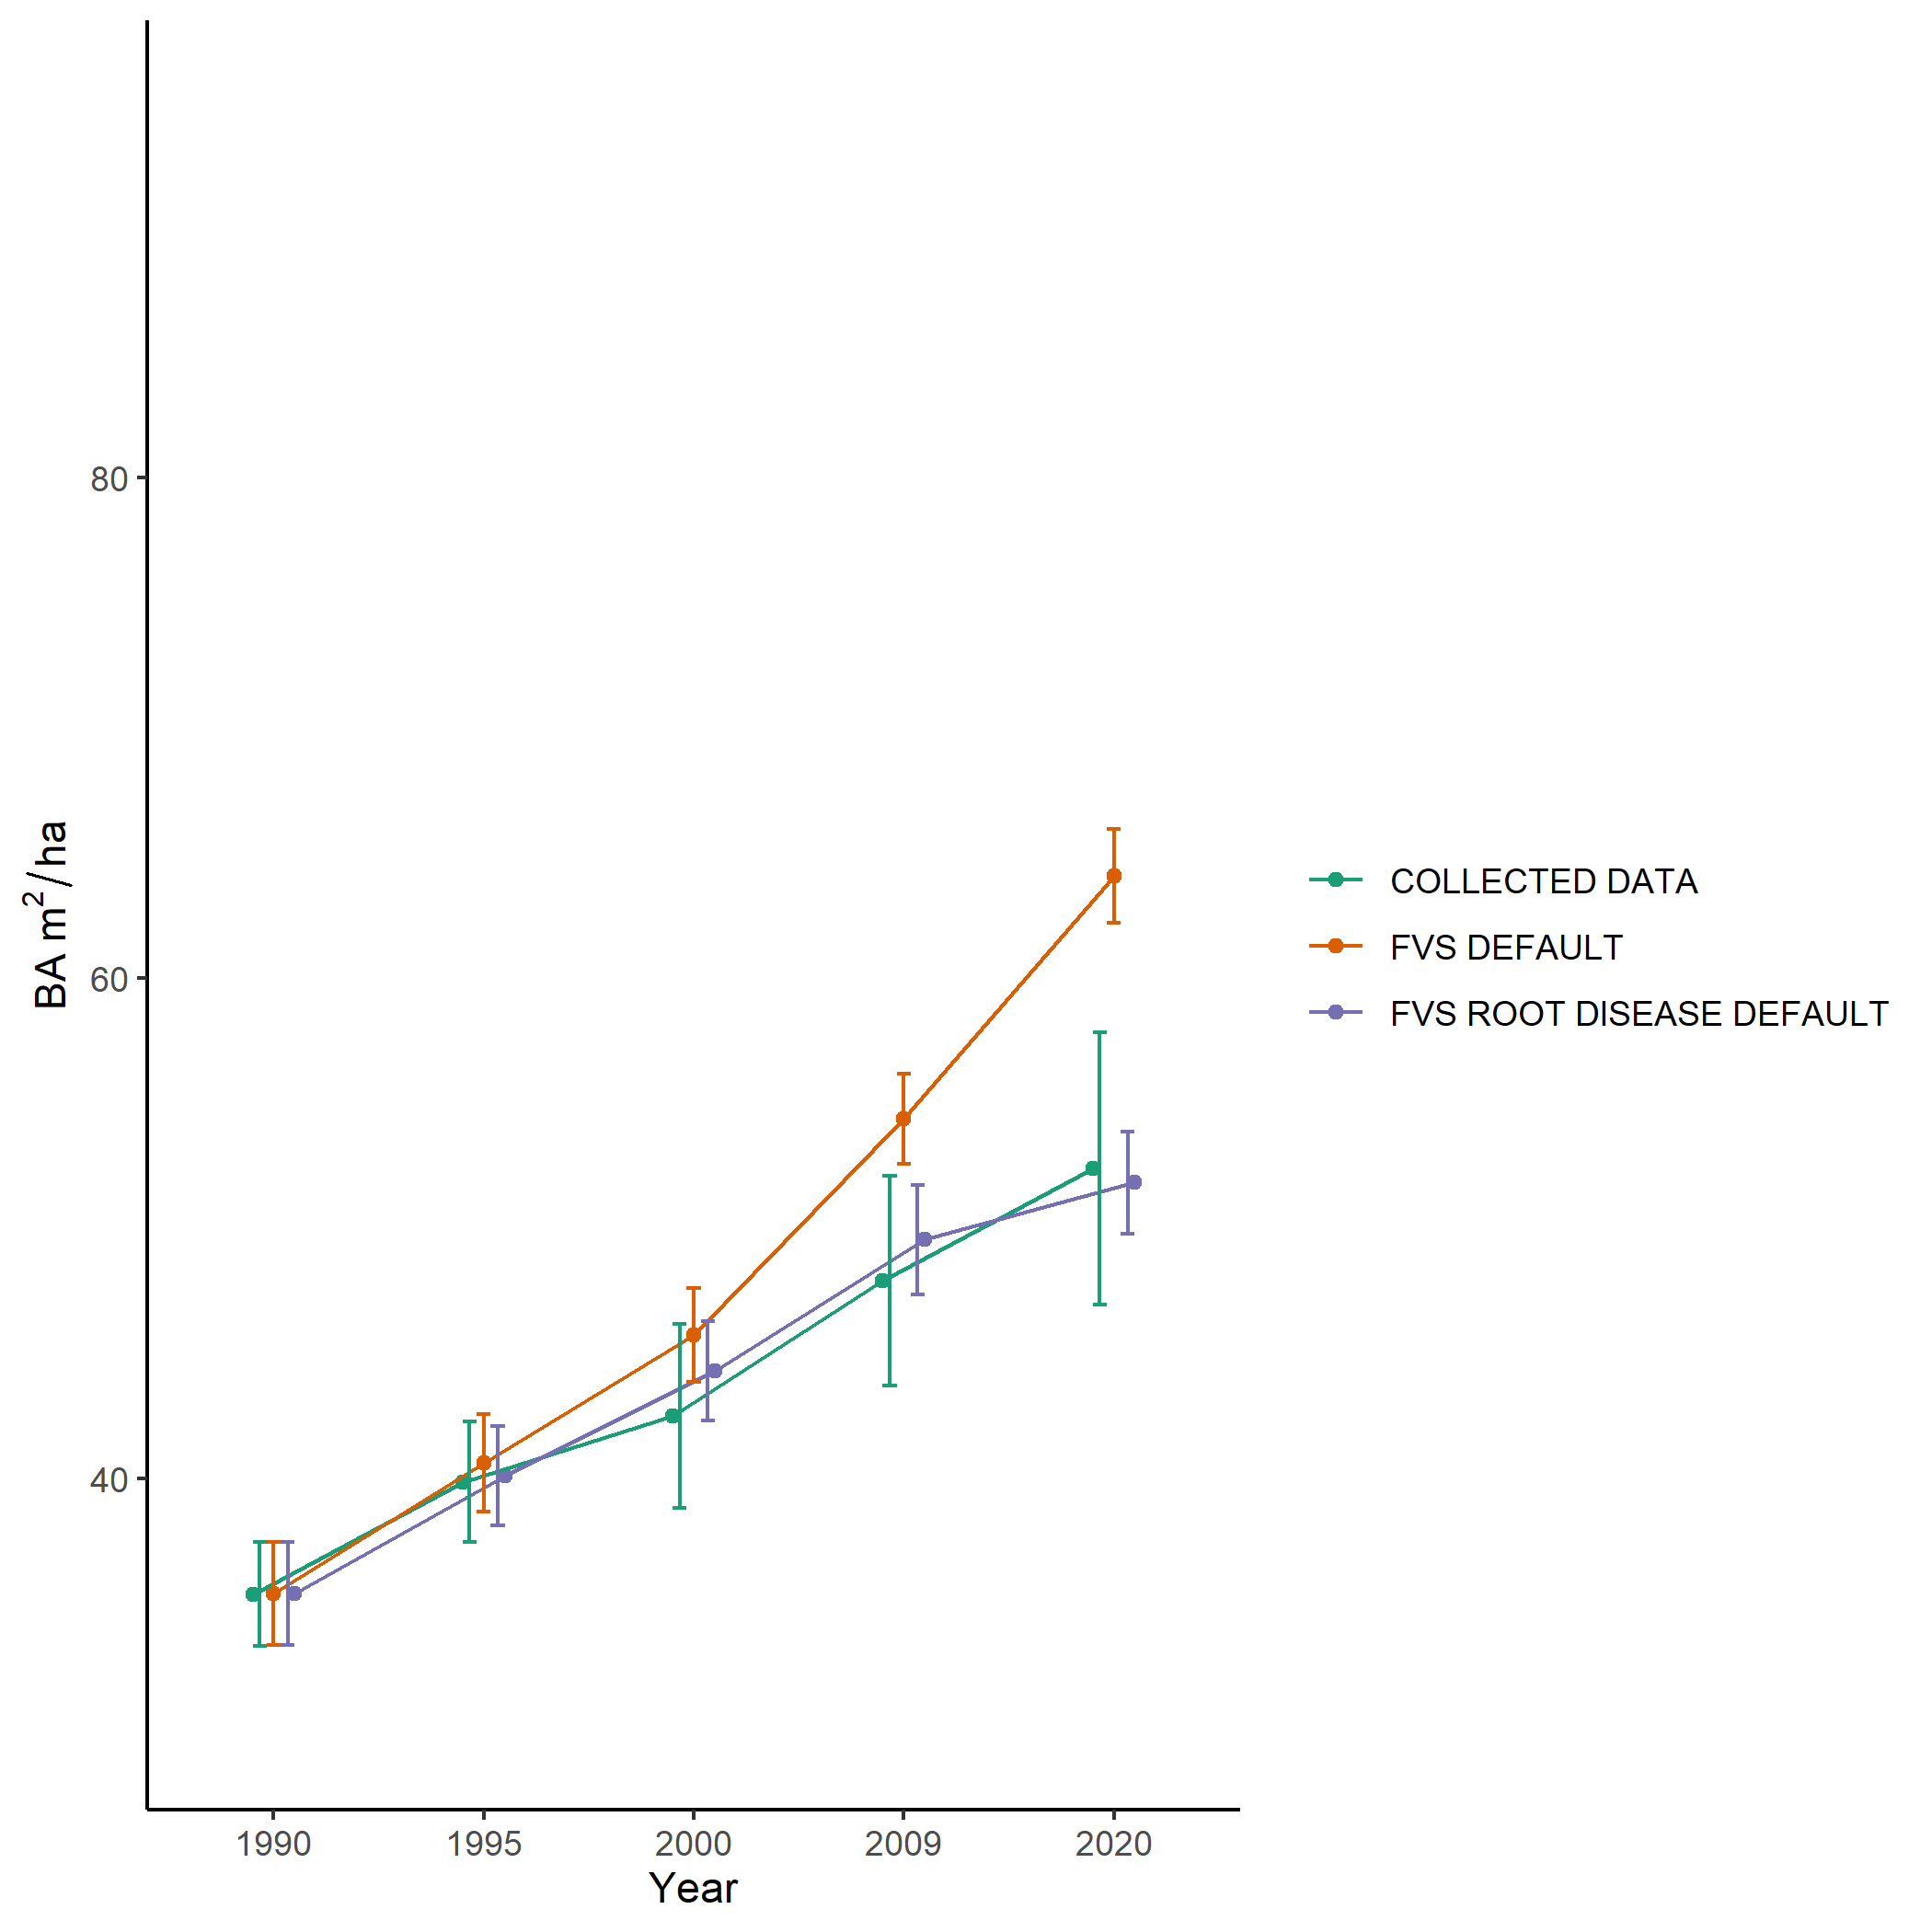 80
60
40
BA m²/ha
1990 1995 2000 2009 2020
Year
COLLECTED DATA
FVS DEFAULT
FVS ROOT DISEASE DEFAULT